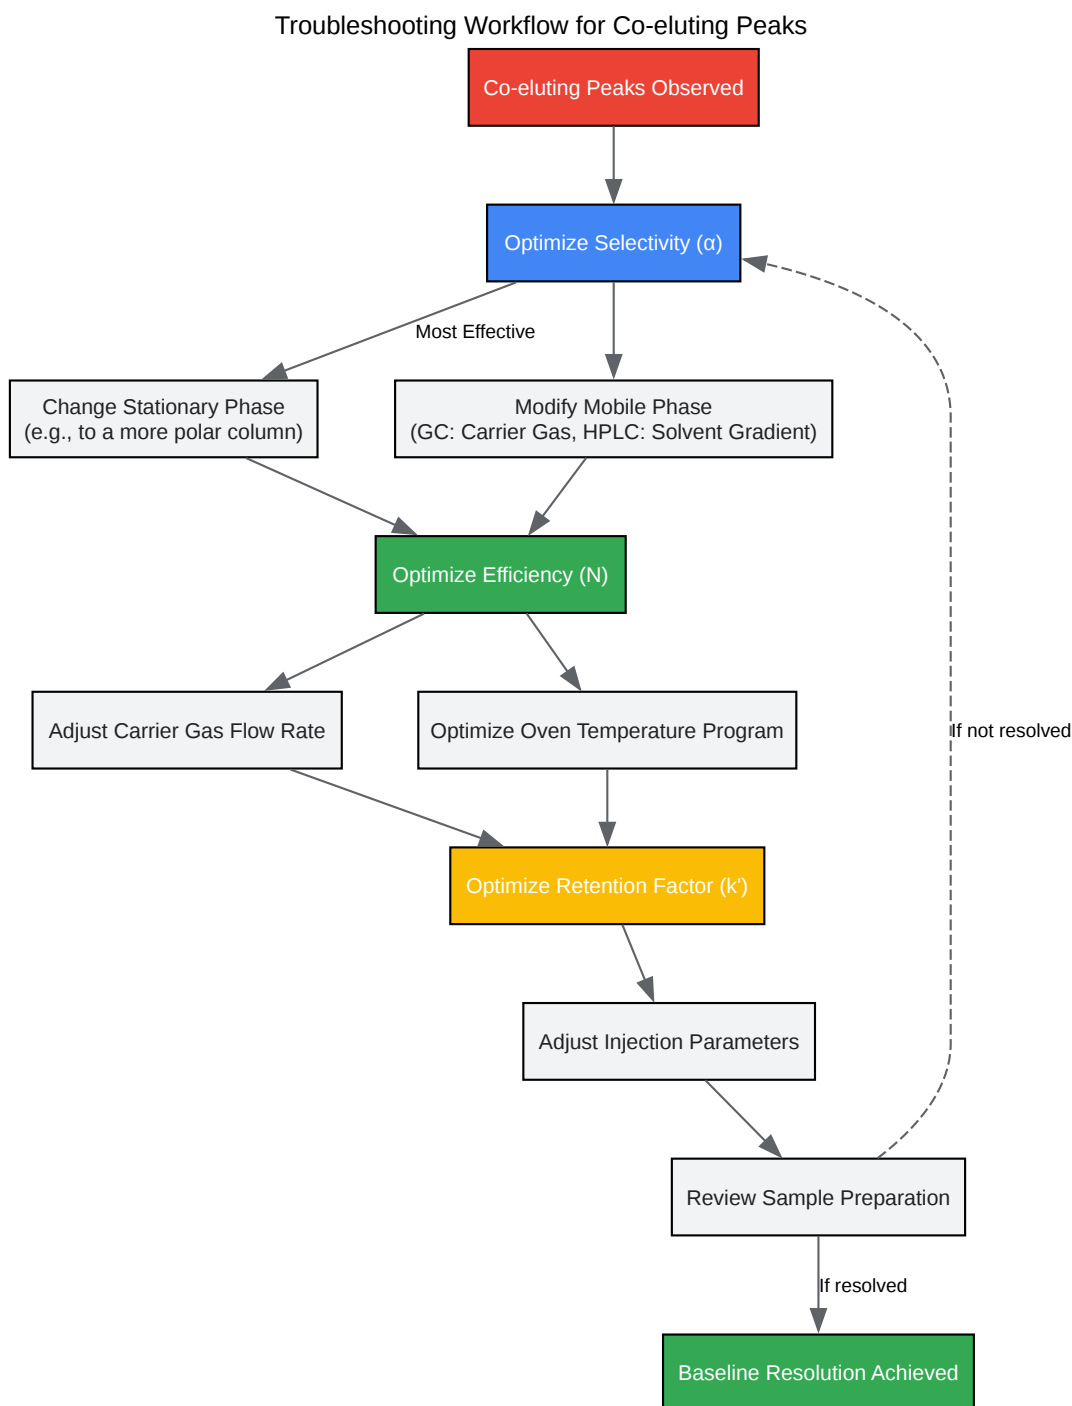 Troubleshooting Workflow for Co-eluting Peaks
Co-eluting Peaks Observed
Optimize Selectivity (α)
Most Effective
Change Stationary Phase
(e.g., to a more polar column)
Modify Mobile Phase
(GC: Carrier Gas, HPLC: Solvent Gradient)
Optimize Efficiency (N)
Adjust Carrier Gas Flow Rate
Optimize Oven Temperature Program
If not resolved
Optimize Retention Factor (k')
Adjust Injection Parameters
Review Sample Preparation
If resolved
Baseline Resolution Achieved